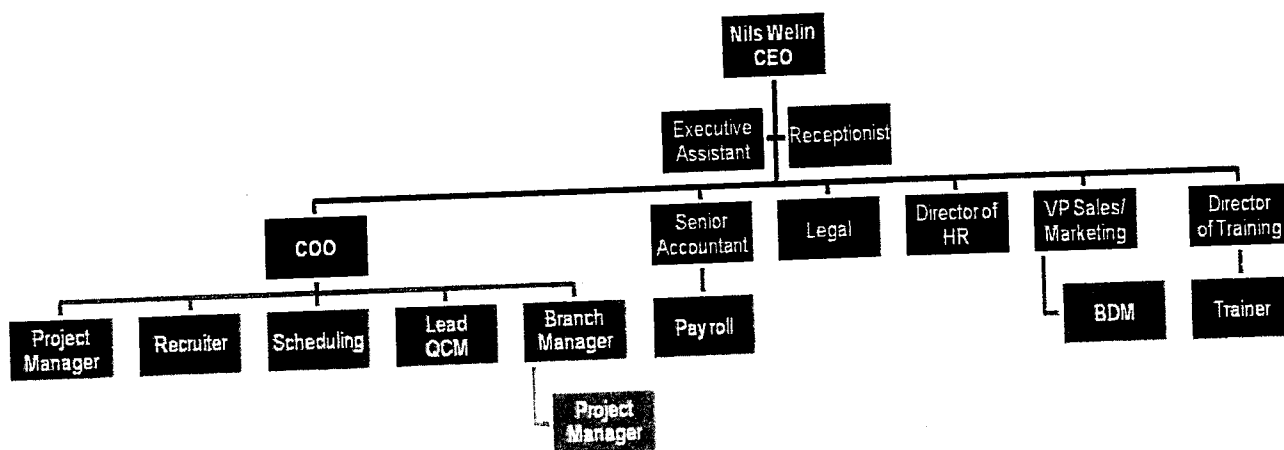 Nils Welin
CEO
Executive
Assistant
Receptionist
COO
Senior
Accountant
Legal
Director of
HR
VP Sales/
Marketing
Director
of Training
Project
Manager
Recruiter
Scheduling
Lead
QCM
Branch
Manager
Payroll
BDM
Trainer
Project
Manager